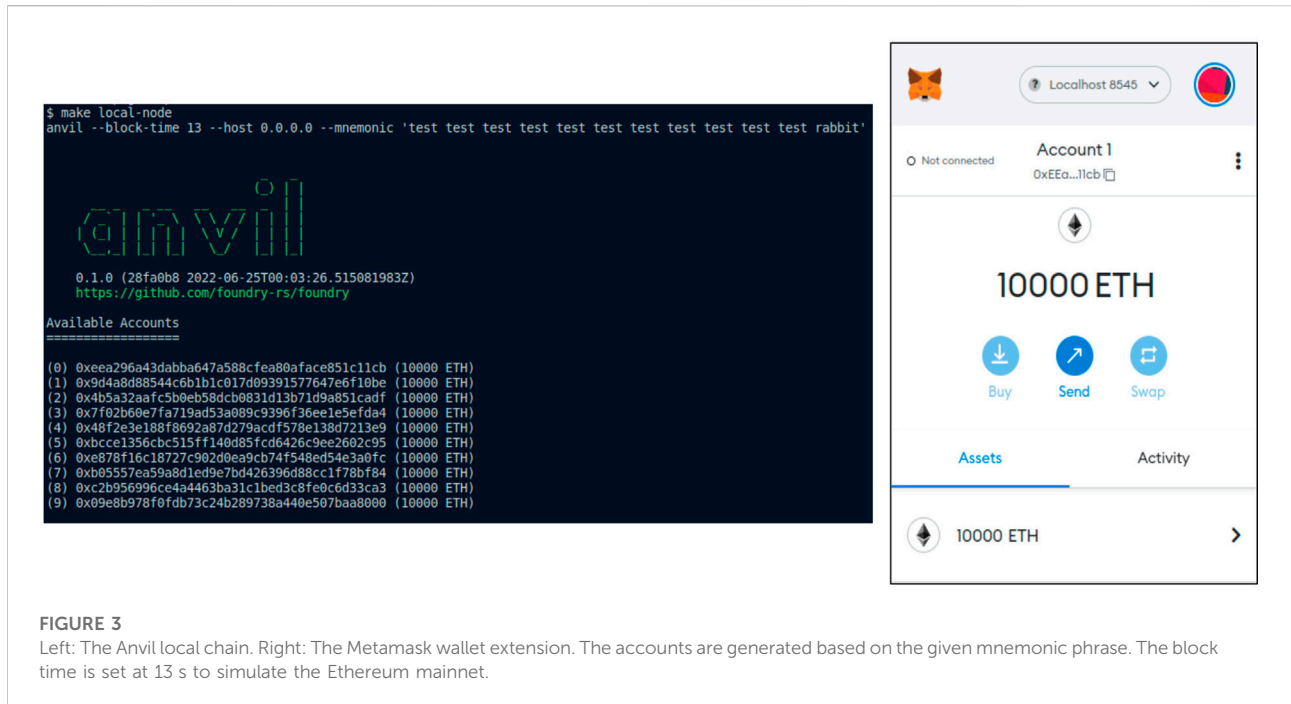 $ make local-node
anvil --block-time 13 --host 0.0.0.0 --mnemonic 'test test test test test test test test test test test rabbit'
anvil
0.1.0 (28fa0b8 2022-06-25T00:03:26.515081983Z)
https://github.com/foundry-rs/foundry
Available Accounts
==================
(0) 0xeea296a43dabba647a588cfea80aface851c11cb (10000 ETH)
(1) 0x9d4a8d88544c6b1b1c017d09391577647e6f10be (10000 ETH)
(2) 0x4b5a32aafc5b0eb58dcb0831d13b71d9a851cadf (10000 ETH)
(3) 0x7f02b60e7fa719ad53a089c9396f36ee1e5efda4 (10000 ETH)
(4) 0x48f2e3e188f8692a87d279acdf578e138d7213e9 (10000 ETH)
(5) 0xbcce1356cbc515ff140d85fcd6426c9ee2602c95 (10000 ETH)
(6) 0xe878f16c18727c902d0ea9cb74f548ed54e3a0fc (10000 ETH)
(7) 0xb05557ea59a8d1ed9e7bd426396d88cc1f78bf84 (10000 ETH)
(8) 0xc2b956996ce4a4463ba31c1bed3c8fe0c6d33ca3 (10000 ETH)
(9) 0x09e8b978f0fdb73c24b289738a440e507baa8000 (10000 ETH)
? Localhost 8545
Not connected
Account 1
0xEEa...11cb
10000 ETH
Buy
Send
Swap
Assets
Activity
10000 ETH
FIGURE 3
Left: The Anvil local chain. Right: The Metamask wallet extension. The accounts are generated based on the given mnemonic phrase. The block
time is set at 13 s to simulate the Ethereum mainnet.